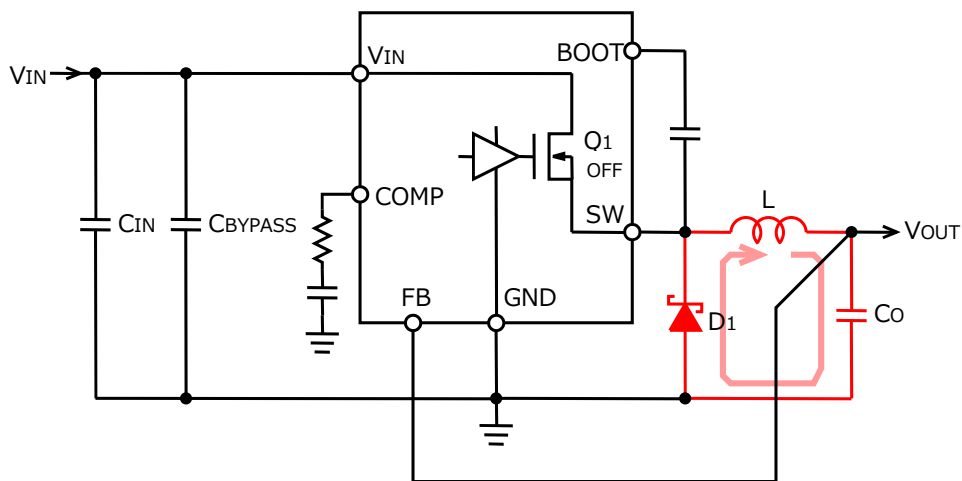 VIN
VIN
BOOT
Q1
OFF
COMP
SW
L
VOUT
CIN
CBYPASS
FB
GND
D1
CO